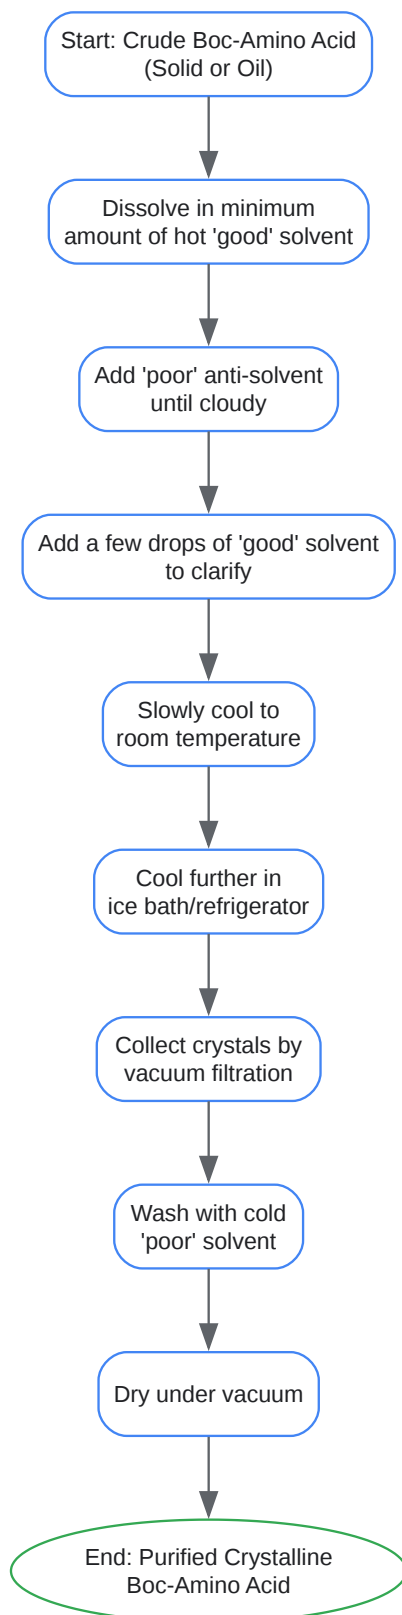 Start: Crude Boc-Amino Acid
(Solid or Oil)
Dissolve in minimum
amount of hot 'good' solvent
Add 'poor' anti-solvent
until cloudy
Add a few drops of 'good' solvent
to clarify
Slowly cool to
room temperature
Cool further in
ice bath/refrigerator
Collect crystals by
vacuum filtration
Wash with cold
'poor' solvent
Dry under vacuum
End: Purified Crystalline
Boc-Amino Acid